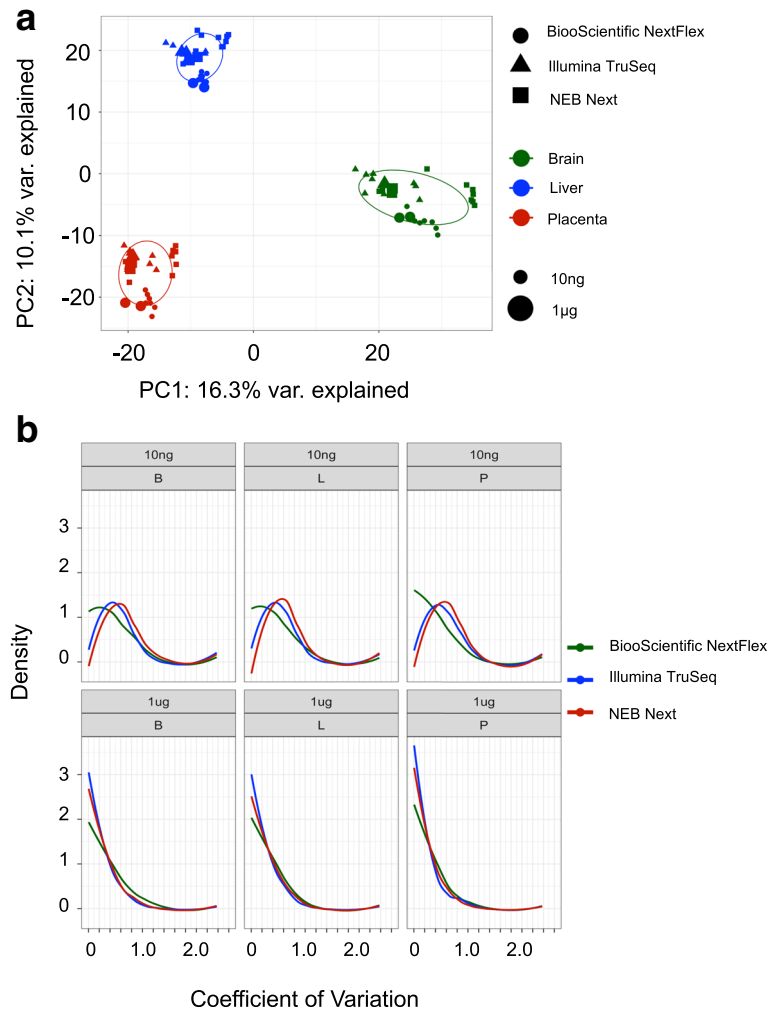 a
PC2: 10.1% var. explained
20
10
0
-10
-20
-20 0 20
PC1: 16.3% var. explained
BiooScientific NextFlex
Illumina TruSeq
NEB Next
Brain
Liver
Placenta
10ng
1µg
b
Density
10ng 10ng 10ng
B L P
3
2
1
0
1ug 1ug 1ug
B L P
3
2
1
0
0 1.0 2.0 0 1.0 2.0 0 1.0 2.0
Coefficient of Variation
BiooScientific NextFlex
Illumina TruSeq
NEB Next